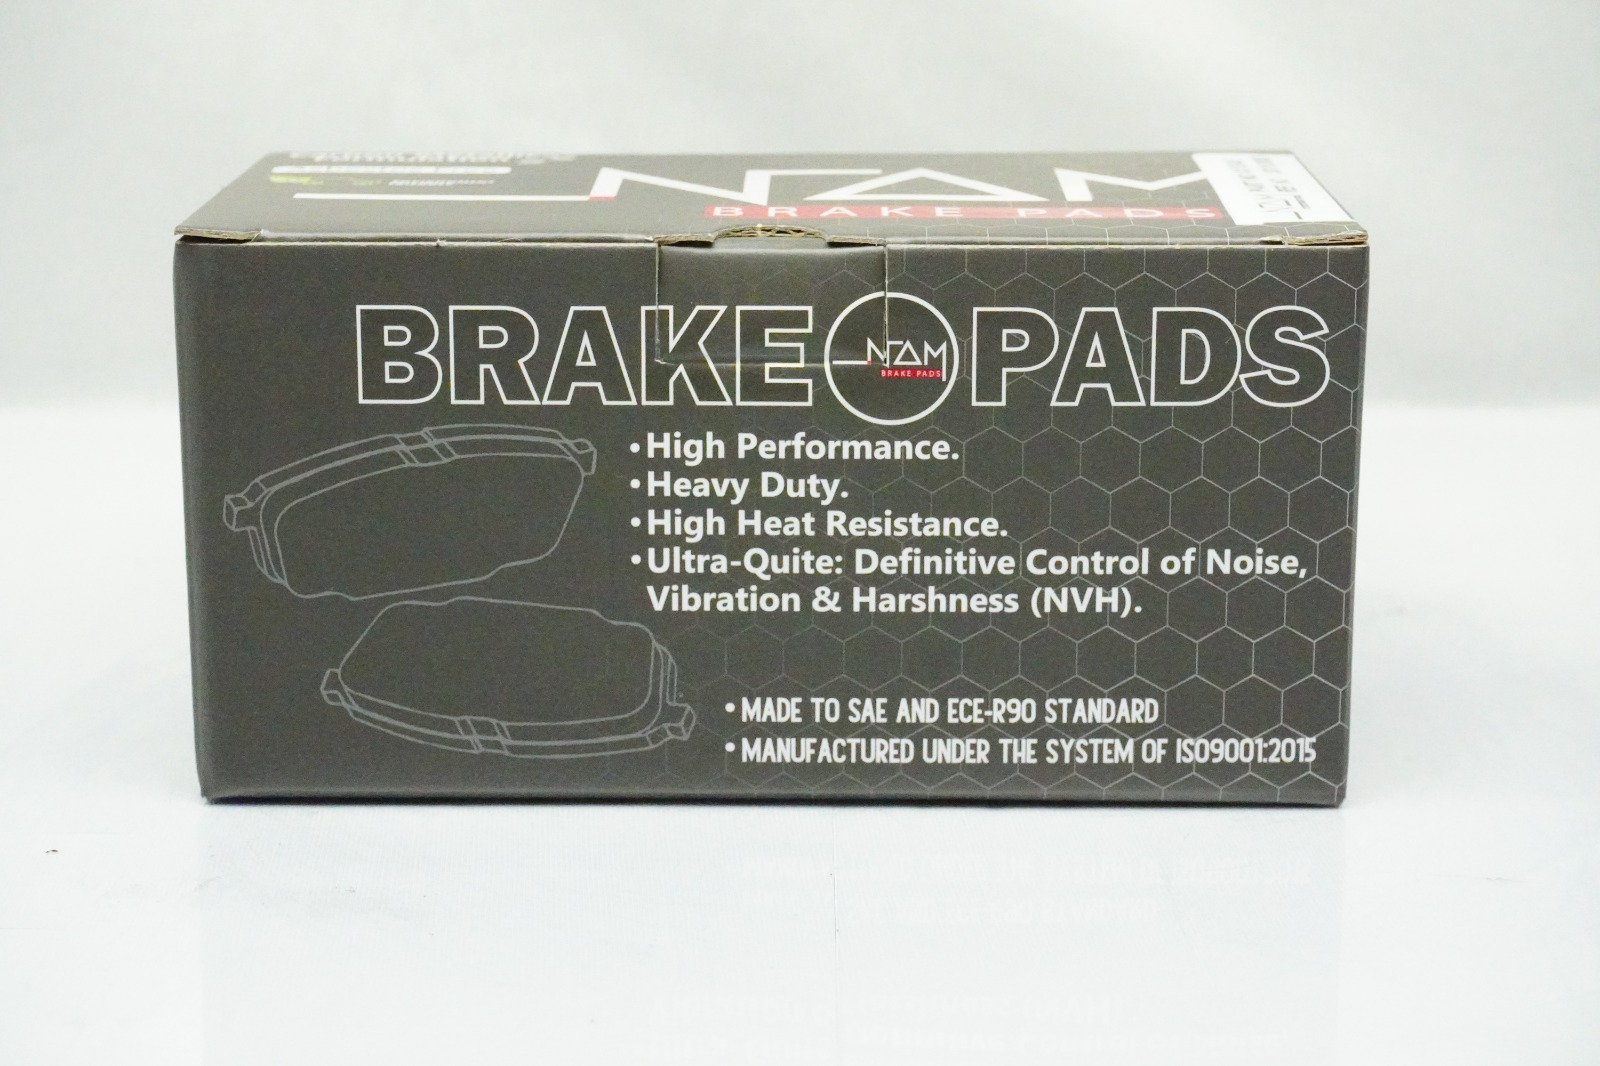 NAM
BRAKE PADS
BRAKE PADS
NAM
BRAKE PADS
•High Performance.
•Heavy Duty.
•High Heat Resistance.
•Ultra-Quite: Definitive Control of Noise,
Vibration & Harshness (NVH).
•MADE TO SAE AND ECE-R90 STANDARD
•MANUFACTURED UNDER THE SYSTEM OF ISO9001:2015